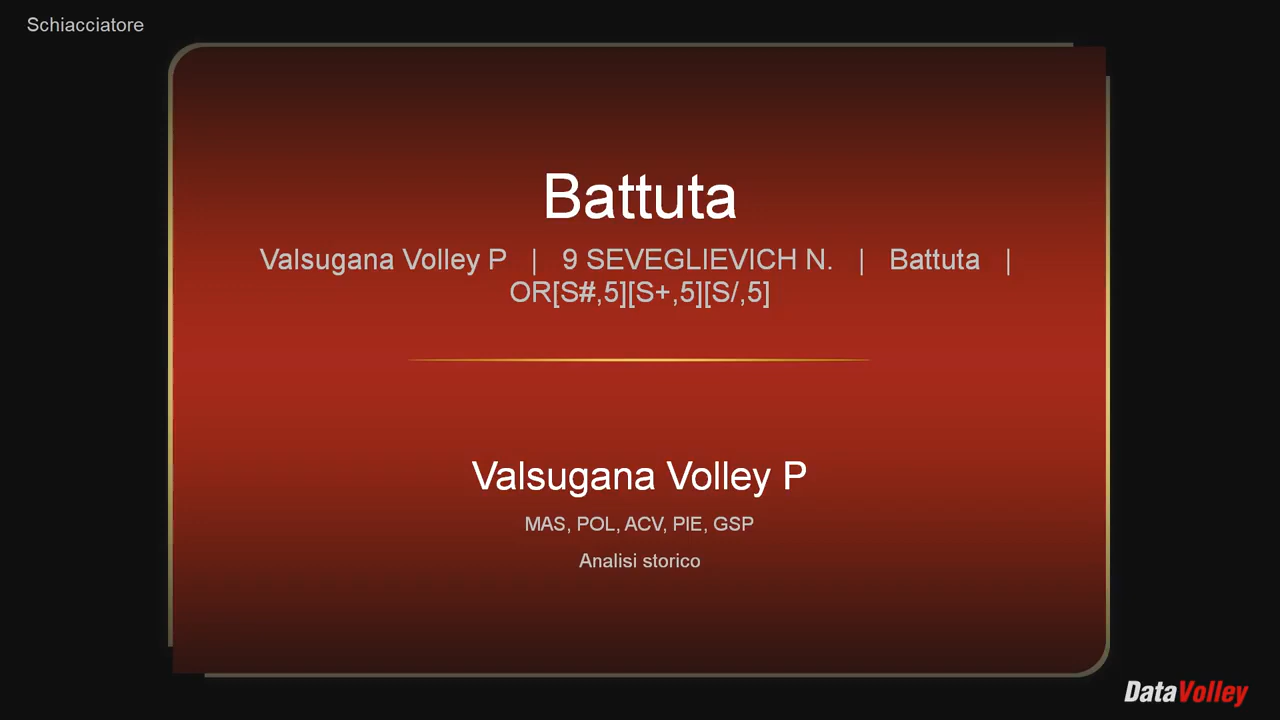 Schiacciatore
Battuta
Valsugana Volley P | 9 SEVEGLIEVICH N. | Battuta |
OR[S#,5][S+,5][S/,5]
Valsugana Volley P
MAS, POL, ACV, PIE, GSP
Analisi storico
DataVolley